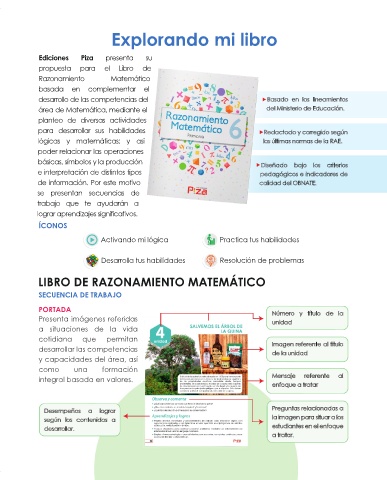 Explorando mi libro
Ediciones Piza presenta su
propuesta para el Libro de
Razonamiento Matemático
basada en complementar el
desarrollo de las competencias del
área de Matemática, mediante el
planteo de diversas actividades
para desarrollar sus habilidades
lógicas y matemáticas; y así
poder relacionar las operaciones
básicas, símbolos y la producción
e interpretación de distintos tipos
de información. Por este motivo
se presentan secuencias de
trabajo que te ayudarán a
lograr aprendizajes significativos.
Razonamiento
Matemático 6
Primaria
Piza
Basado en los lineamientos
del Ministerio de Educación.
Redactado y corregido según
las últimas normas de la RAE.
Diseñado bajo los criterios
pedagógicos e indicadores de
calidad del OBNATE.
ÍCONOS
Activando mi lógica
Practica tus habilidades
Desarrolla tus habilidades
Resolución de problemas
LIBRO DE RAZONAMIENTO MATEMÁTICO
SECUENCIA DE TRABAJO
PORTADA
Presenta imágenes referidas
a situaciones de la vida
cotidiana que permitan
desarrollar las competencias
y capacidades del área, así
como una formación
integral basada en valores.
Desempeños a lograr
según los contenidos a
desarrollar.
4
unidad
SALVEMOS EL ÁRBOL DE
LA QUINA
Observa y comenta
Aprendizajes y logros
Piza
Número y título de la
unidad
Imagen referente al título
de la unidad
Mensaje referente al
enfoque a tratar
Preguntas relacionadas a
la imagen para situar a los
estudiantes en el enfoque
a tratar.